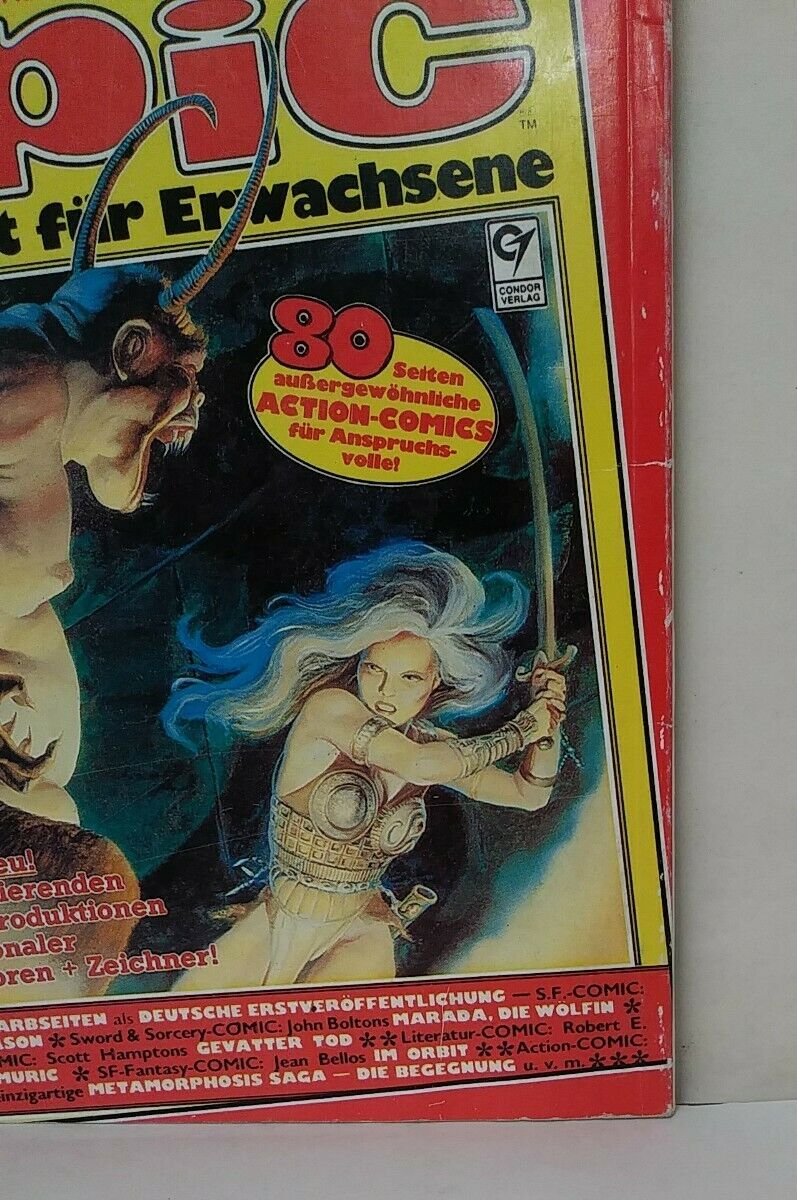 pic
TM
t für Erwachsene
CONDOR
VERLAG
80
Seiten
außergewöhnliche
ACTION-COMICS
für Anspruchs-
volle!
eu!
ierenden
roduktionen
onaler
oren + Zeichner!
ARBSEITEN als DEUTSCHE ERSTVERÖFFENTLICHUNG — S.F.-COMIC:
ASON * Sword & Sorcery-COMIC: John Boltons MARADA, DIE WÖLFIN *
MIC: Scott Hamptons GEVATTER TOD ** Literatur-COMIC: Robert E.
MURIC * SF-Fantasy-COMIC: Jean Bellos IM ORBIT ** Action-COMIC:
einzigartige METAMORPHOSIS SAGA — DIE BEGEGNUNG u. v. m. ***